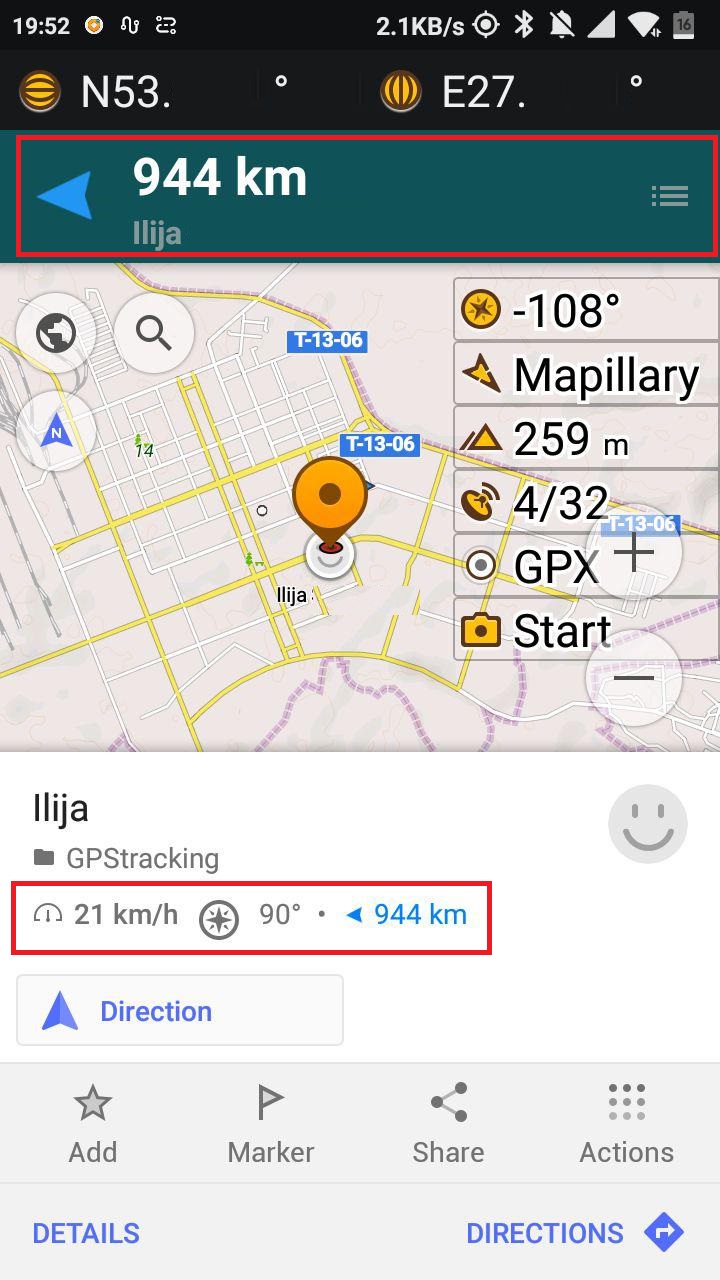 19:52 2.1KB/s 16
N53. ° E27. °
944 km
Ilija
-108°
Mapillary
259 m
4/32
GPX
Start
T-13-06
T-13-06
T-13-06
14
N
Ilija
Ilija
GPStracking
21 km/h 90° • 944 km
Direction
Add Marker Share Actions
DETAILS DIRECTIONS